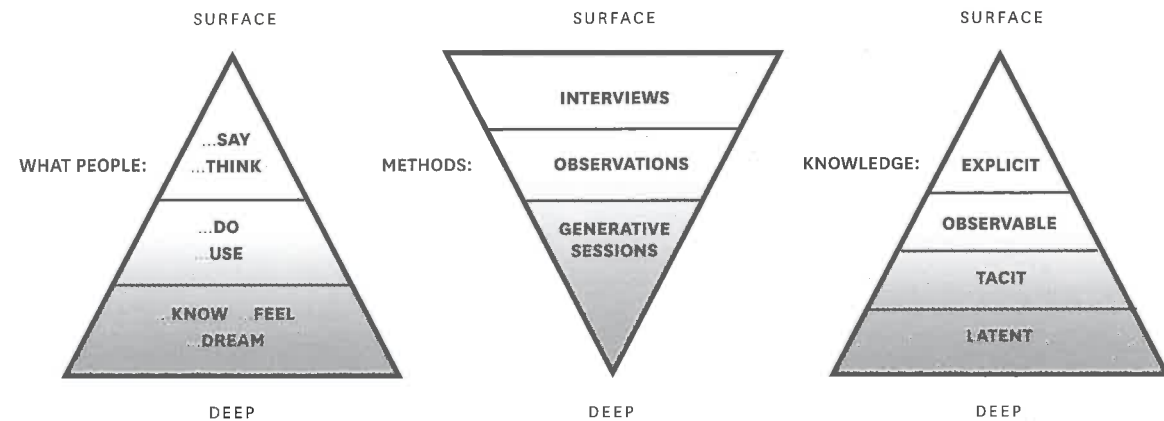 SURFACE
WHAT PEOPLE:
...SAY
...THINK
...DO
...USE
...KNOW ...FEEL
...DREAM
DEEP
SURFACE
METHODS:
INTERVIEWS
OBSERVATIONS
GENERATIVE
SESSIONS
DEEP
SURFACE
KNOWLEDGE:
EXPLICIT
OBSERVABLE
TACIT
LATENT
DEEP